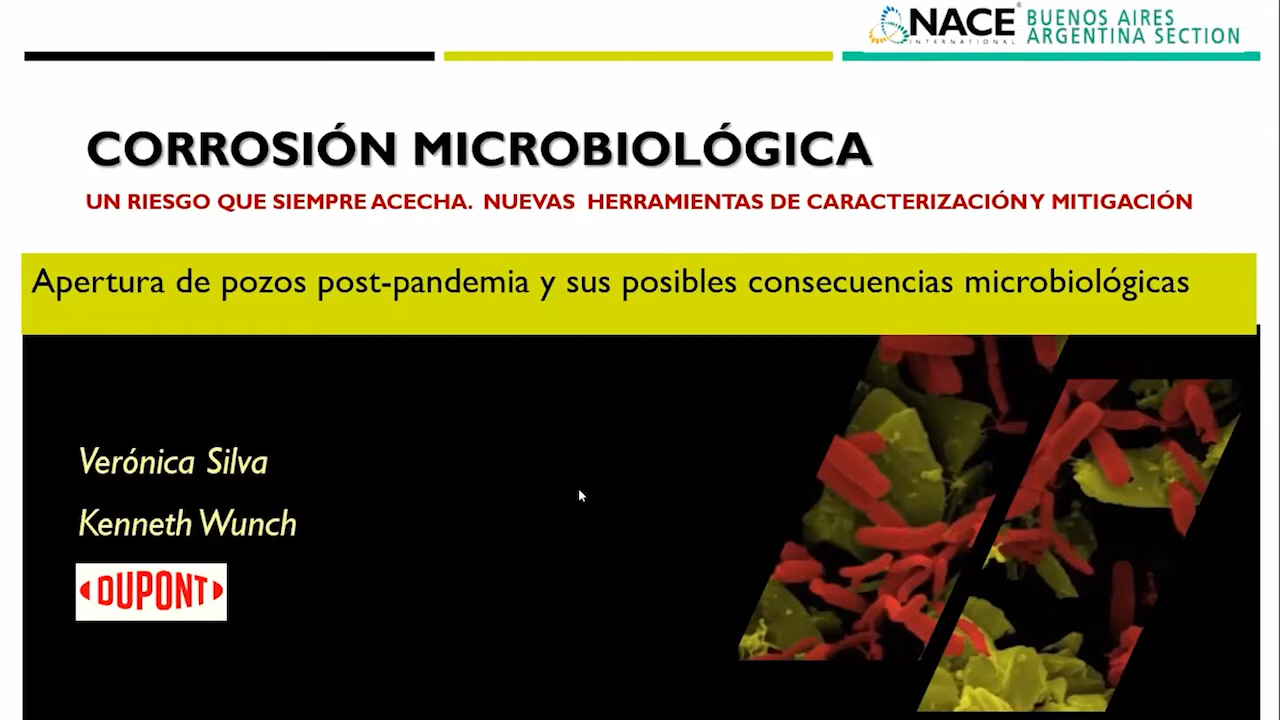 NACE
INTERNATIONAL
BUENOS AIRES
ARGENTINA SECTION
CORROSIÓN MICROBIOLÓGICA
UN RIESGO QUE SIEMPRE ACECHA. NUEVAS HERRAMIENTAS DE CARACTERIZACIÓN Y MITIGACIÓN
Apertura de pozos post-pandemia y sus posibles consecuencias microbiológicas
Verónica Silva
Kenneth Wunch
DUPONT